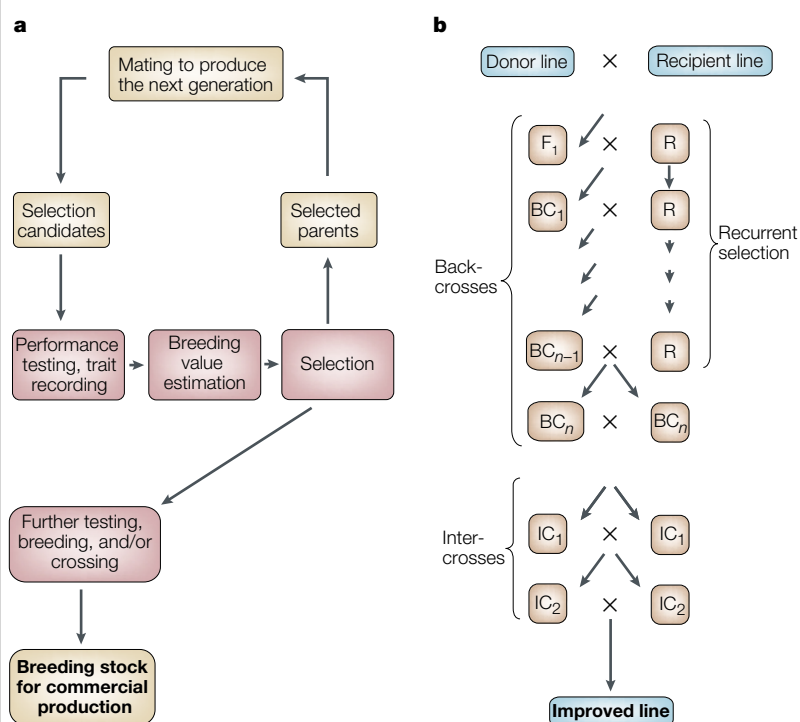 a
Mating to produce
the next generation
Selection
candidates
Selected
parents
Performance
testing, trait
recording
Breeding
value
estimation
Selection
Further testing,
breeding, and/or
crossing
Breeding stock
for commercial
production
b
Donor line × Recipient line
F1 × R
BC1 × R
Recurrent
selection
Back-
crosses
BCn–1 × R
BCn × BCn
Inter-
crosses
IC1 × IC1
IC2 × IC2
Improved line